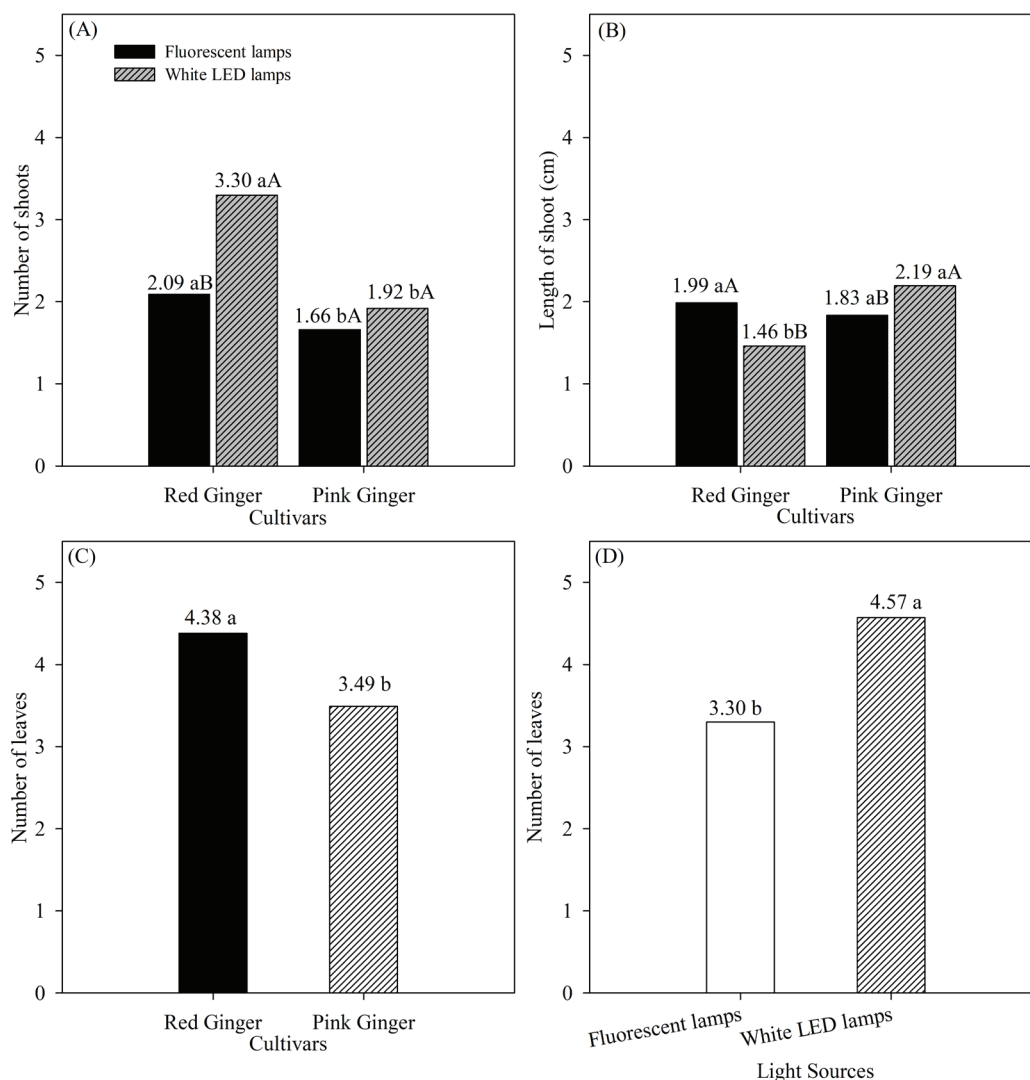 (A)
Fluorescent lamps
White LED lamps
Number of shoots
5
4
3
2
1
0
2.09 aB
3.30 aA
1.66 bA
1.92 bA
Red Ginger
Pink Ginger
Cultivars
(B)
Length of shoot (cm)
5
4
3
2
1
0
1.99 aA
1.46 bB
1.83 aB
2.19 aA
Red Ginger
Pink Ginger
Cultivars
(C)
Number of leaves
5
4
3
2
1
0
4.38 a
3.49 b
Red Ginger
Pink Ginger
Cultivars
(D)
Number of leaves
5
4
3
2
1
0
3.30 b
4.57 a
Fluorescent lamps
White LED lamps
Light Sources